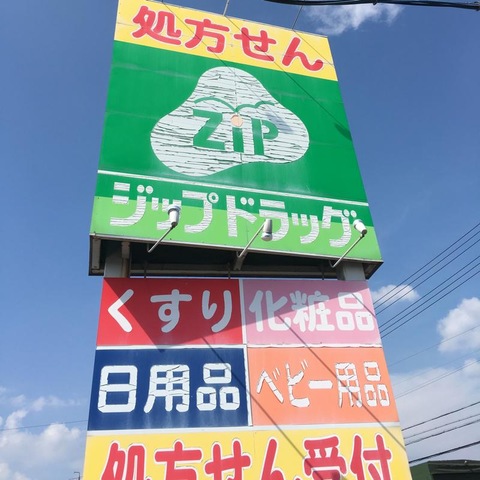 処方せん
ZiP
ジップドラッグ
くすり 化粧品
日用品 ベビー用品
処方せん受付